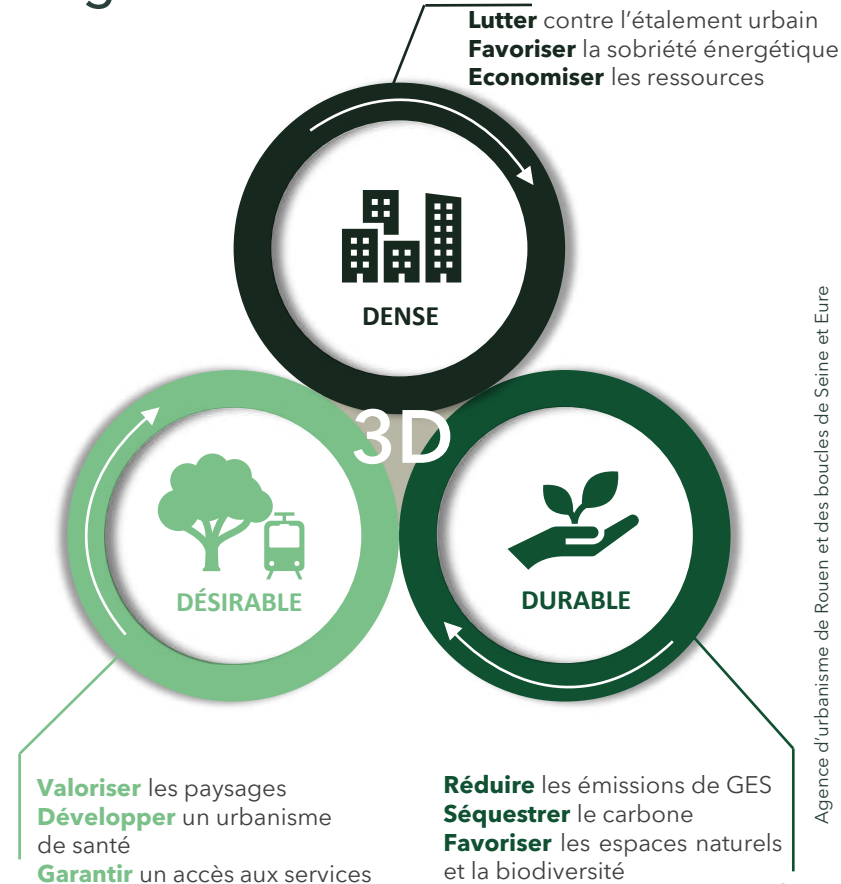 Lutter contre l’étalement urbain
Favoriser la sobriété énergétique
Economiser les ressources
DENSE
3D
DÉSIRABLE
DURABLE
Valoriser les paysages
Développer un urbanisme
de santé
Garantir un accès aux services
Réduire les émissions de GES
Séquestrer le carbone
Favoriser les espaces naturels
et la biodiversité
Agence d’urbanisme de Rouen et des boucles de Seine et Eure